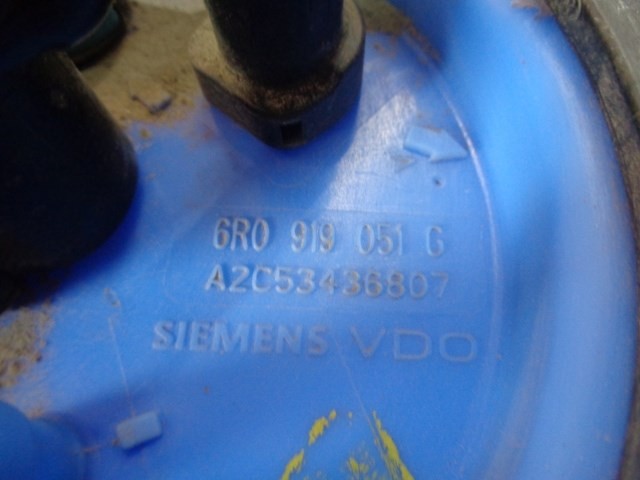 6R0 919 051 G
A2C53436807
SIEMENS VDO